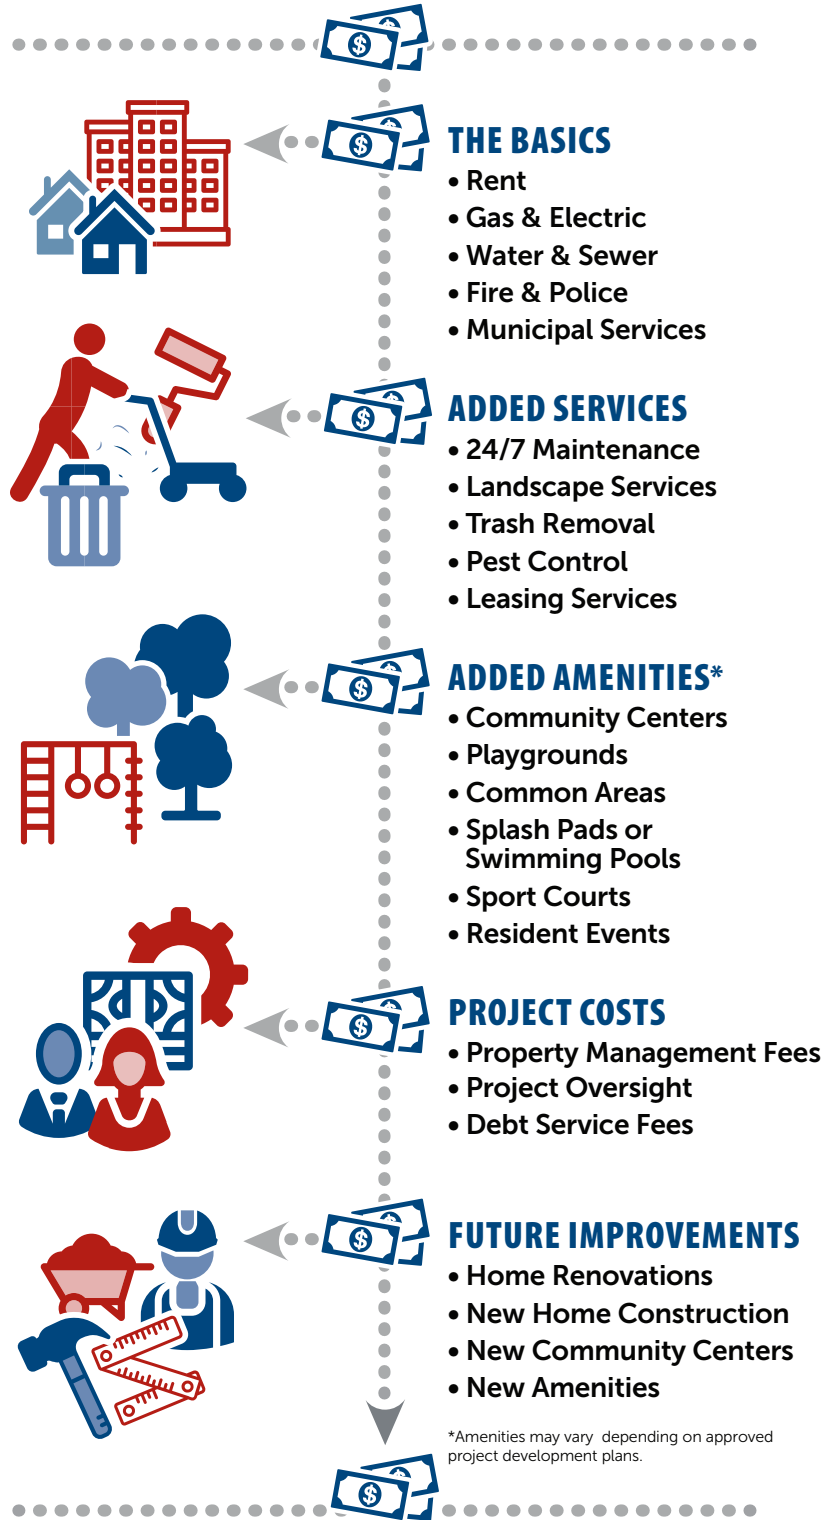 THE BASICS
• Rent
• Gas & Electric
• Water & Sewer
• Fire & Police
• Municipal Services
ADDED SERVICES
• 24/7 Maintenance
• Landscape Services
• Trash Removal
• Pest Control
• Leasing Services
ADDED AMENITIES*
• Community Centers
• Playgrounds
• Common Areas
• Splash Pads or
Swimming Pools
• Sport Courts
• Resident Events
PROJECT COSTS
• Property Management Fees
• Project Oversight
• Debt Service Fees
FUTURE IMPROVEMENTS
• Home Renovations
• New Home Construction
• New Community Centers
• New Amenities
*Amenities may vary depending on approved
project development plans.